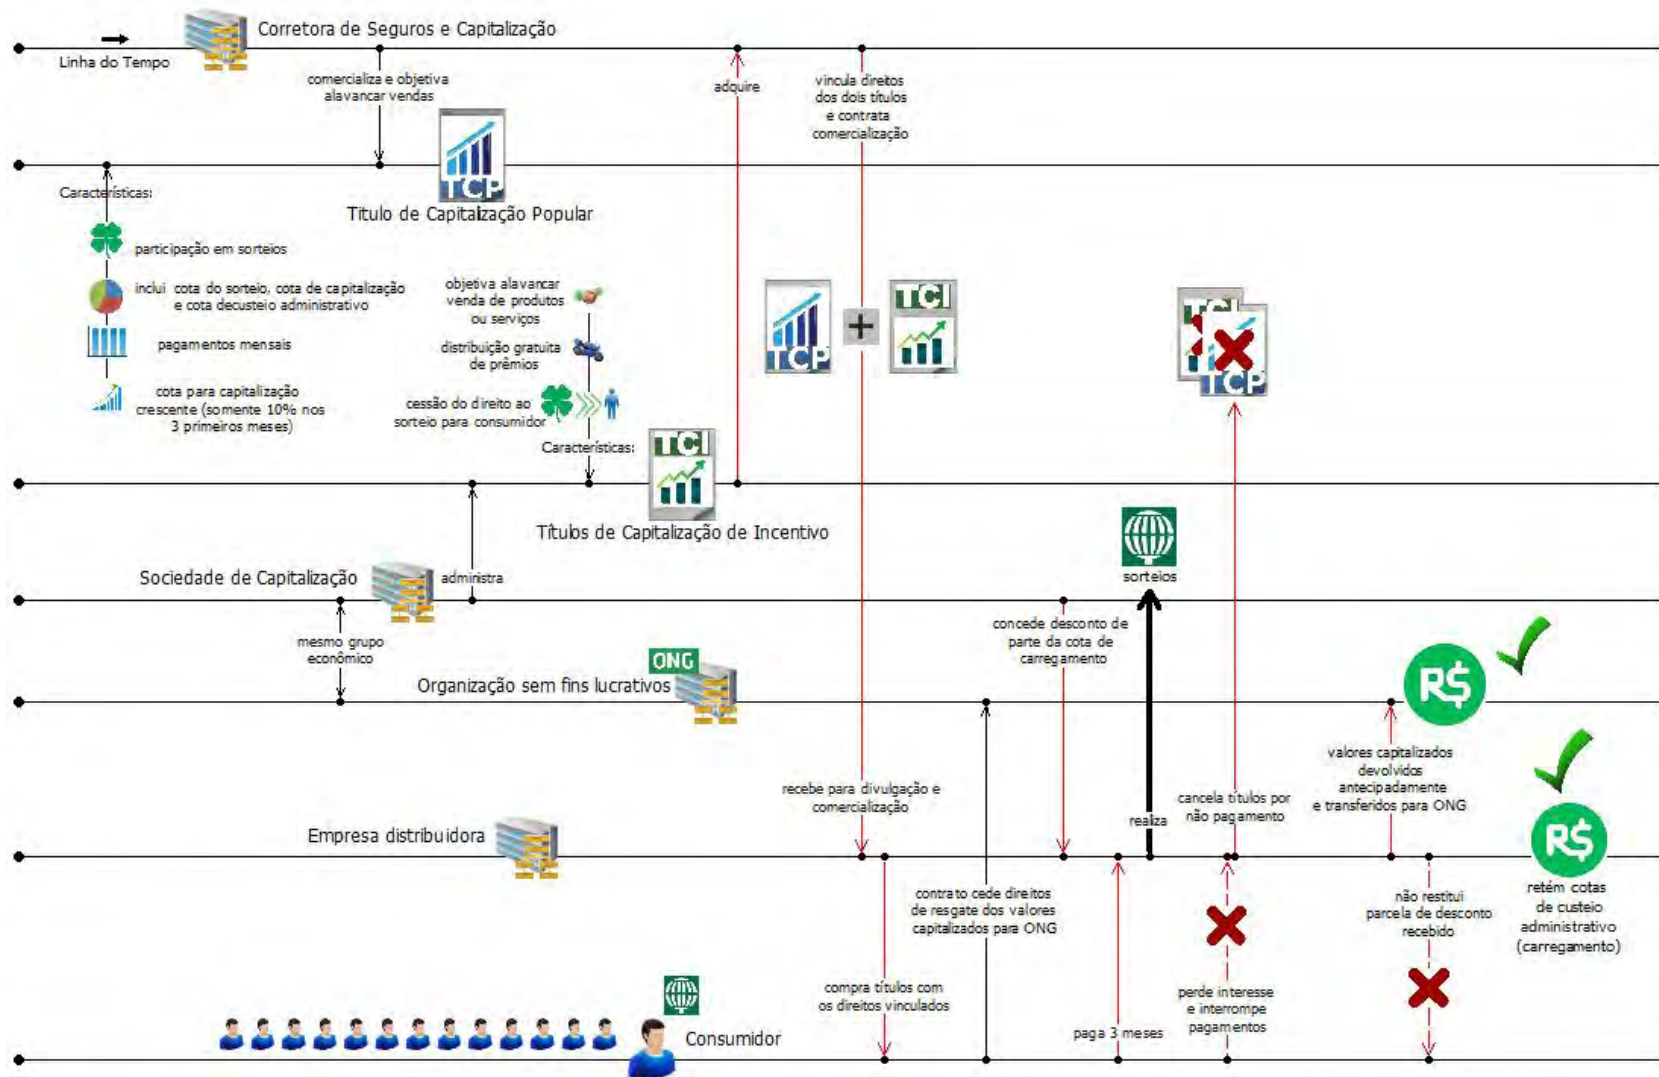 Corretora de Seguros e Capitalização
Linha do Tempo
comercializa e objetiva
alavancar vendas
adquire
vincula direitos
dos dois títulos
e contrata
comercialização
TCP
Titulo de Capitalização Popular
Características:
participação em sorteios
inclui cota do sorteio, cota de capitalização
e cota decusteio administrativo
pagamentos mensais
cota para capitalização
crescente (somente 10% nos
3 primeiros meses)
objetiva alavancar
venda de produtos
ou serviços
distribuição gratuita
de prêmios
cessão do direito ao
sorteio para consumidor
Características:
TCI
Títulos de Capitalização de Incentivo
TCP
+
TCI
TCI
TCP
sorteios
Sociedade de Capitalização
administra
mesmo grupo
econômico
concede desconto de
parte da cota de
carregamento
ONG
Organização sem fins lucrativos
R$
valores capitalizados
devolvidos
antecipadamente
e transferidos para ONG
recebe para divulgação e
comercialização
realiza
cancela títulos por
não pagamento
Empresa distribuidora
R$
retém cotas
de custeio
administrativo
(carregamento)
contrato cede direitos
de resgate dos valores
capitalizados para ONG
não restitui
parcela de desconto
recebido
compra títulos com
os direitos vinculados
paga 3 meses
perde interesse
e interrompe
pagamentos
Consumidor